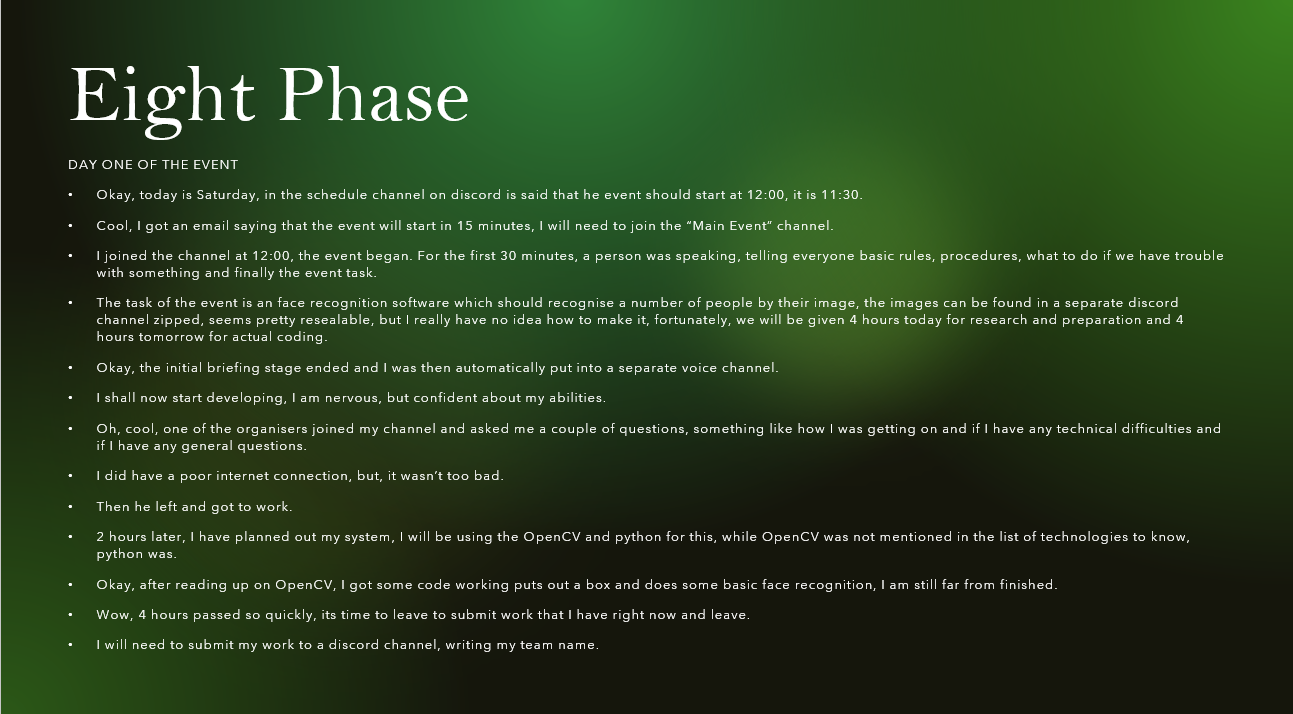 Eight Phase
DAY ONE OF THE EVENT
• Okay, today is Saturday, in the schedule channel on discord is said that he event should start at 12:00, it is 11:30.
• Cool, I got an email saying that the event will start in 15 minutes, I will need to join the “Main Event” channel.
• I joined the channel at 12:00, the event began. For the first 30 minutes, a person was speaking, telling everyone basic rules, procedures, what to do if we have trouble
with something and finally the event task.
• The task of the event is an face recognition software which should recognise a number of people by their image, the images can be found in a separate discord
channel zipped, seems pretty resealable, but I really have no idea how to make it, fortunately, we will be given 4 hours today for research and preparation and 4
hours tomorrow for actual coding.
• Okay, the initial briefing stage ended and I was then automatically put into a separate voice channel.
• I shall now start developing, I am nervous, but confident about my abilities.
• Oh, cool, one of the organisers joined my channel and asked me a couple of questions, something like how I was getting on and if I have any technical difficulties and
if I have any general questions.
• I did have a poor internet connection, but, it wasn’t too bad.
• Then he left and got to work.
• 2 hours later, I have planned out my system, I will be using the OpenCV and python for this, while OpenCV was not mentioned in the list of technologies to know,
python was.
• Okay, after reading up on OpenCV, I got some code working puts out a box and does some basic face recognition, I am still far from finished.
• Wow, 4 hours passed so quickly, its time to leave to submit work that I have right now and leave.
• I will need to submit my work to a discord channel, writing my team name.